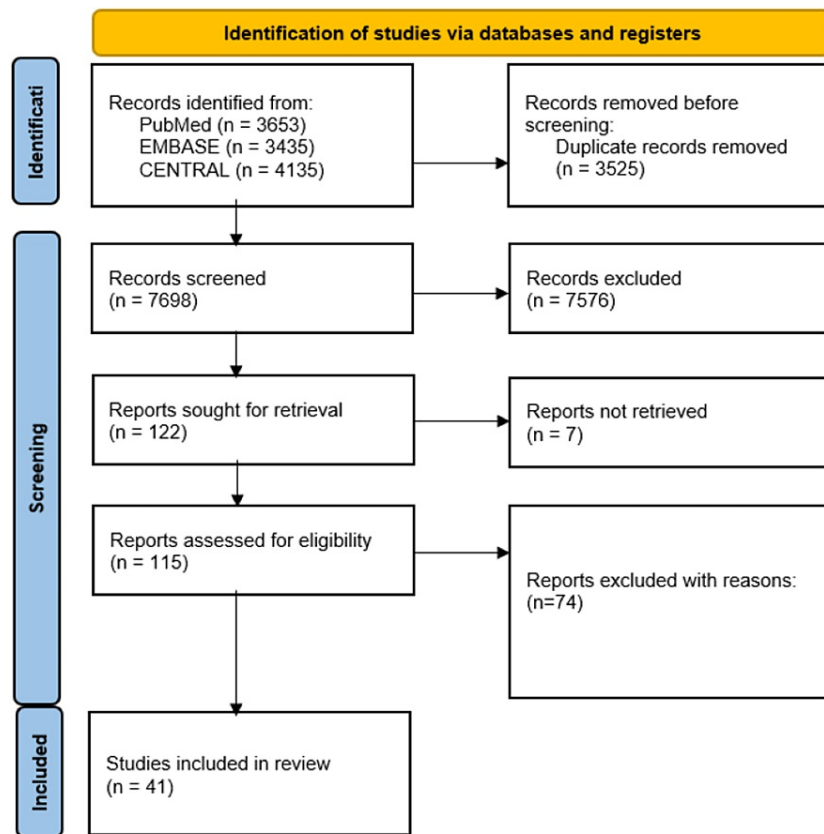 Identification of studies via databases and registers
Identificati
Records identified from:
PubMed (n = 3653)
EMBASE (n = 3435)
CENTRAL (n = 4135)
Records removed before
screening:
Duplicate records removed
(n = 3525)
Screening
Records screened
(n = 7698)
Records excluded
(n = 7576)
Reports sought for retrieval
(n = 122)
Reports not retrieved
(n = 7)
Reports assessed for eligibility
(n = 115)
Reports excluded with reasons:
(n=74)
Included
Studies included in review
(n = 41)